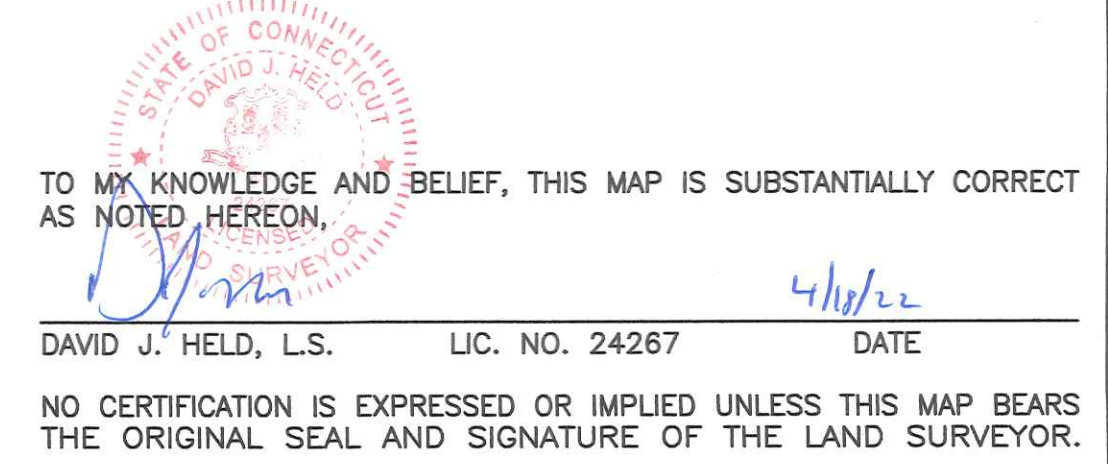 STATE OF CONNECTICUT
DAVID J. HELD
24267
LICENSED
LAND SURVEYOR
TO MY KNOWLEDGE AND BELIEF, THIS MAP IS SUBSTANTIALLY CORRECT
AS NOTED HEREON,
4/18/22
DAVID J. HELD, L.S. LIC. NO. 24267 DATE
NO CERTIFICATION IS EXPRESSED OR IMPLIED UNLESS THIS MAP BEARS
THE ORIGINAL SEAL AND SIGNATURE OF THE LAND SURVEYOR.